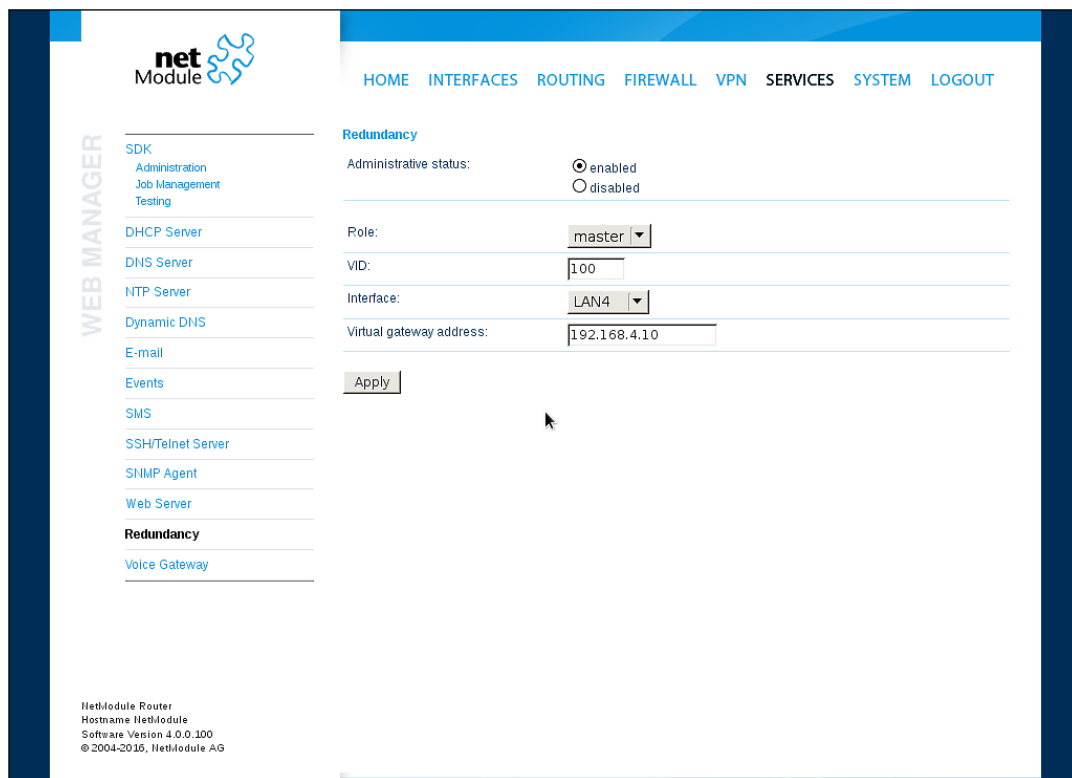 net
Module
HOME INTERFACES ROUTING FIREWALL VPN SERVICES SYSTEM LOGOUT
WEB MANAGER
SDK
Administration
Job Management
Testing
DHCP Server
DNS Server
NTP Server
Dynamic DNS
E-mail
Events
SMS
SSH/Telnet Server
SNMP Agent
Web Server
Redundancy
Voice Gateway
Redundancy
Administrative status: enabled
disabled
Role: master
VID: 100
Interface: LAN4
Virtual gateway address: 192.168.4.10
Apply
NetModule Router
Hostname NetModule
Software Version 4.0.0.100
© 2004-2016, NetModule AG